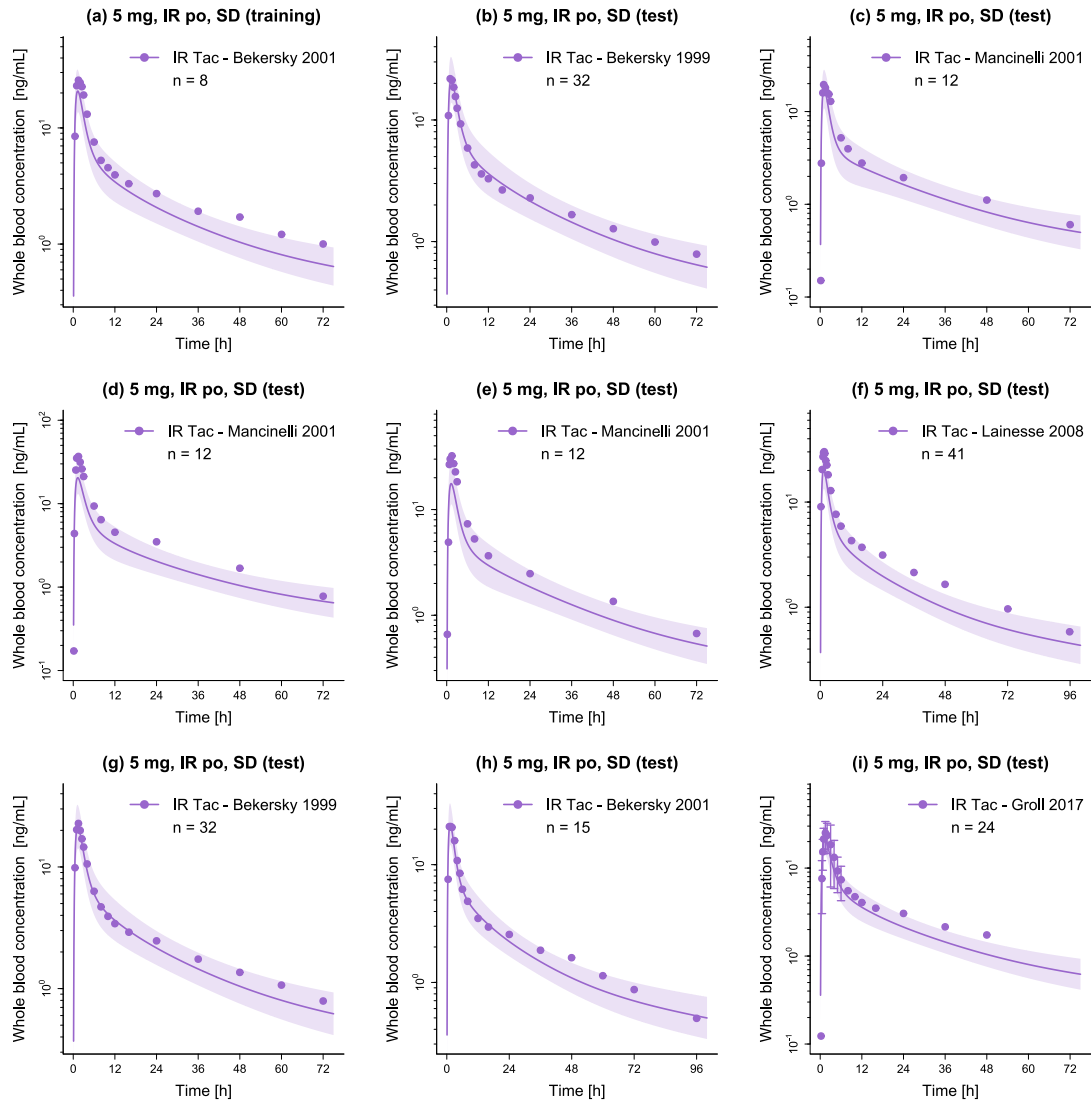 (a) 5 mg, IR po, SD (training)
Whole blood concentration [ng/mL]
10¹
10⁰
IR Tac - Bekersky 2001
n = 8
0 12 24 36 48 60 72
Time [h]
(b) 5 mg, IR po, SD (test)
Whole blood concentration [ng/mL]
10¹
10⁰
IR Tac - Bekersky 1999
n = 32
0 12 24 36 48 60 72
Time [h]
(c) 5 mg, IR po, SD (test)
Whole blood concentration [ng/mL]
10¹
10⁰
10⁻¹
IR Tac - Mancinelli 2001
n = 12
0 12 24 36 48 60 72
Time [h]
(d) 5 mg, IR po, SD (test)
Whole blood concentration [ng/mL]
10²
10¹
10⁰
10⁻¹
IR Tac - Mancinelli 2001
n = 12
0 12 24 36 48 60 72
Time [h]
(e) 5 mg, IR po, SD (test)
Whole blood concentration [ng/mL]
10¹
10⁰
IR Tac - Mancinelli 2001
n = 12
0 12 24 36 48 60 72
Time [h]
(f) 5 mg, IR po, SD (test)
Whole blood concentration [ng/mL]
10¹
10⁰
IR Tac - Lainesse 2008
n = 41
0 24 48 72 96
Time [h]
(g) 5 mg, IR po, SD (test)
Whole blood concentration [ng/mL]
10¹
10⁰
IR Tac - Bekersky 1999
n = 32
0 12 24 36 48 60 72
Time [h]
(h) 5 mg, IR po, SD (test)
Whole blood concentration [ng/mL]
10¹
10⁰
IR Tac - Bekersky 2001
n = 15
0 24 48 72 96
Time [h]
(i) 5 mg, IR po, SD (test)
Whole blood concentration [ng/mL]
10¹
10⁰
10⁻¹
IR Tac - Groll 2017
n = 24
0 12 24 36 48 60 72
Time [h]